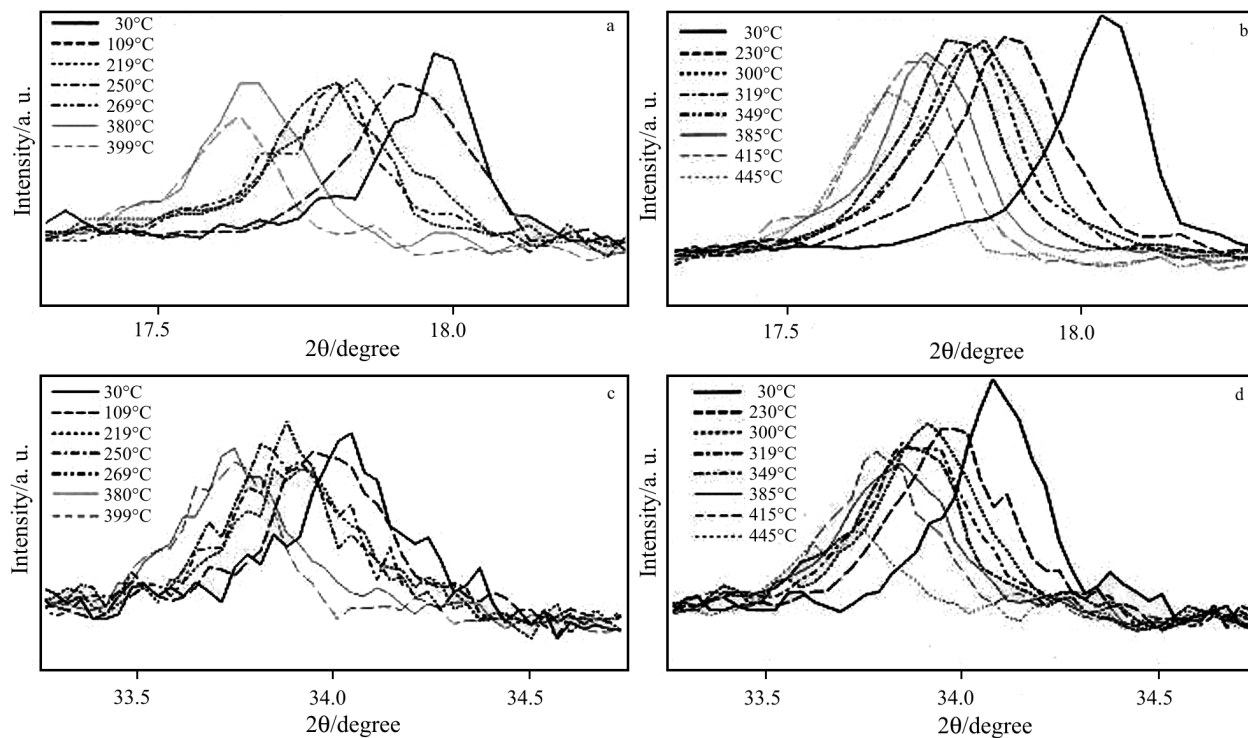 a
30°C
109°C
219°C
250°C
269°C
380°C
399°C
Intensity/a. u.
17.5 18.0
2θ/degree
b
30°C
230°C
300°C
319°C
349°C
385°C
415°C
445°C
Intensity/a. u.
17.5 18.0
2θ/degree
c
30°C
109°C
219°C
250°C
269°C
380°C
399°C
Intensity/a. u.
33.5 34.0 34.5
2θ/degree
d
30°C
230°C
300°C
319°C
349°C
385°C
415°C
445°C
Intensity/a. u.
33.5 34.0 34.5
2θ/degree